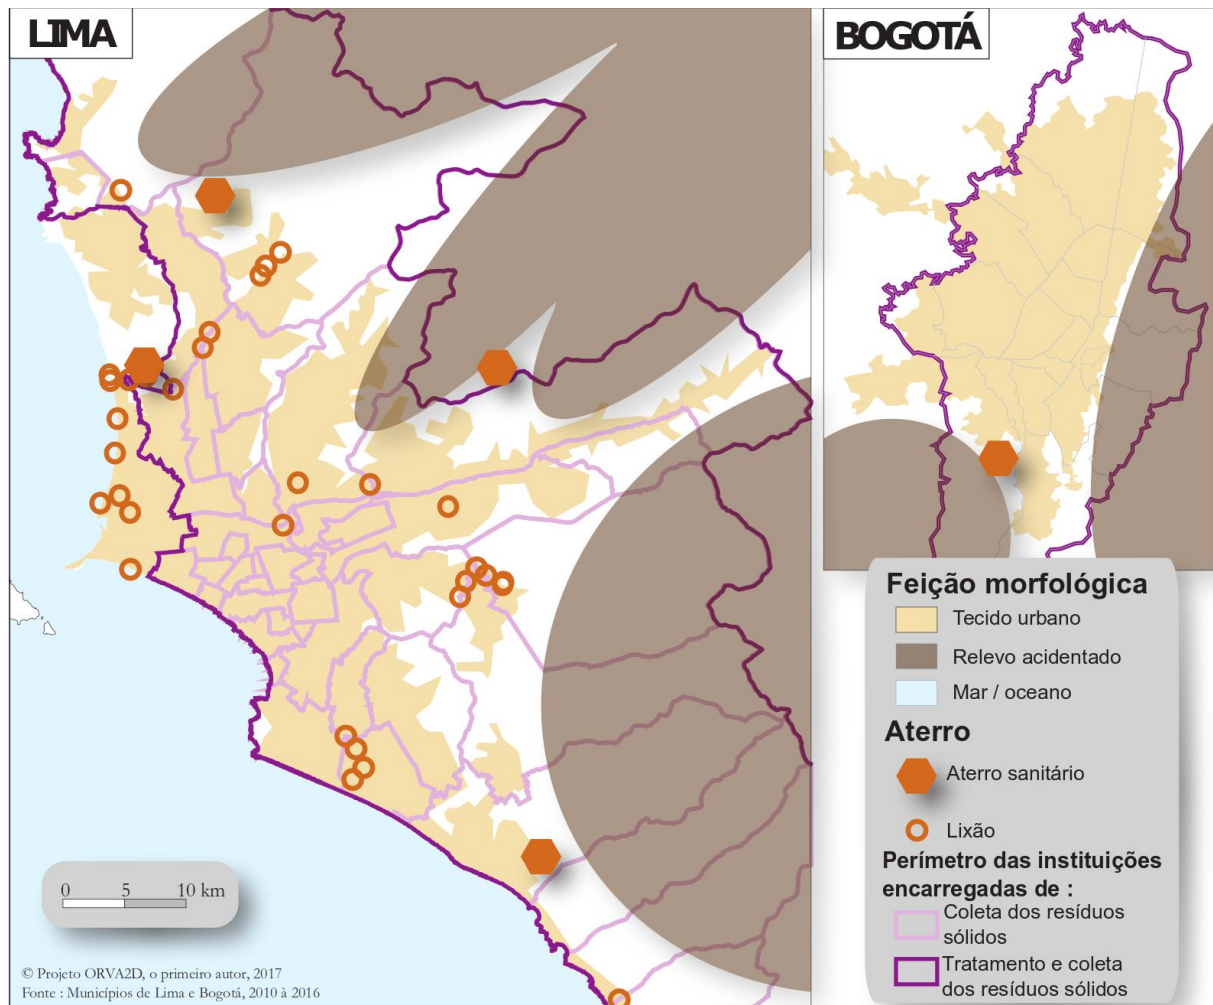 LIMA
BOGOTÁ
Feição morfológica
Tecido urbano
Relevo acidentado
Mar / oceano
Aterro
Aterro sanitário
Lixão
Perímetro das instituições
encarregadas de :
Coleta dos resíduos
sólidos
Tratamento e coleta
dos resíduos sólidos
0 5 10 km
© Projeto ORVA2D, o primeiro autor, 2017
Fonte : Municípios de Lima e Bogotá, 2010 à 2016